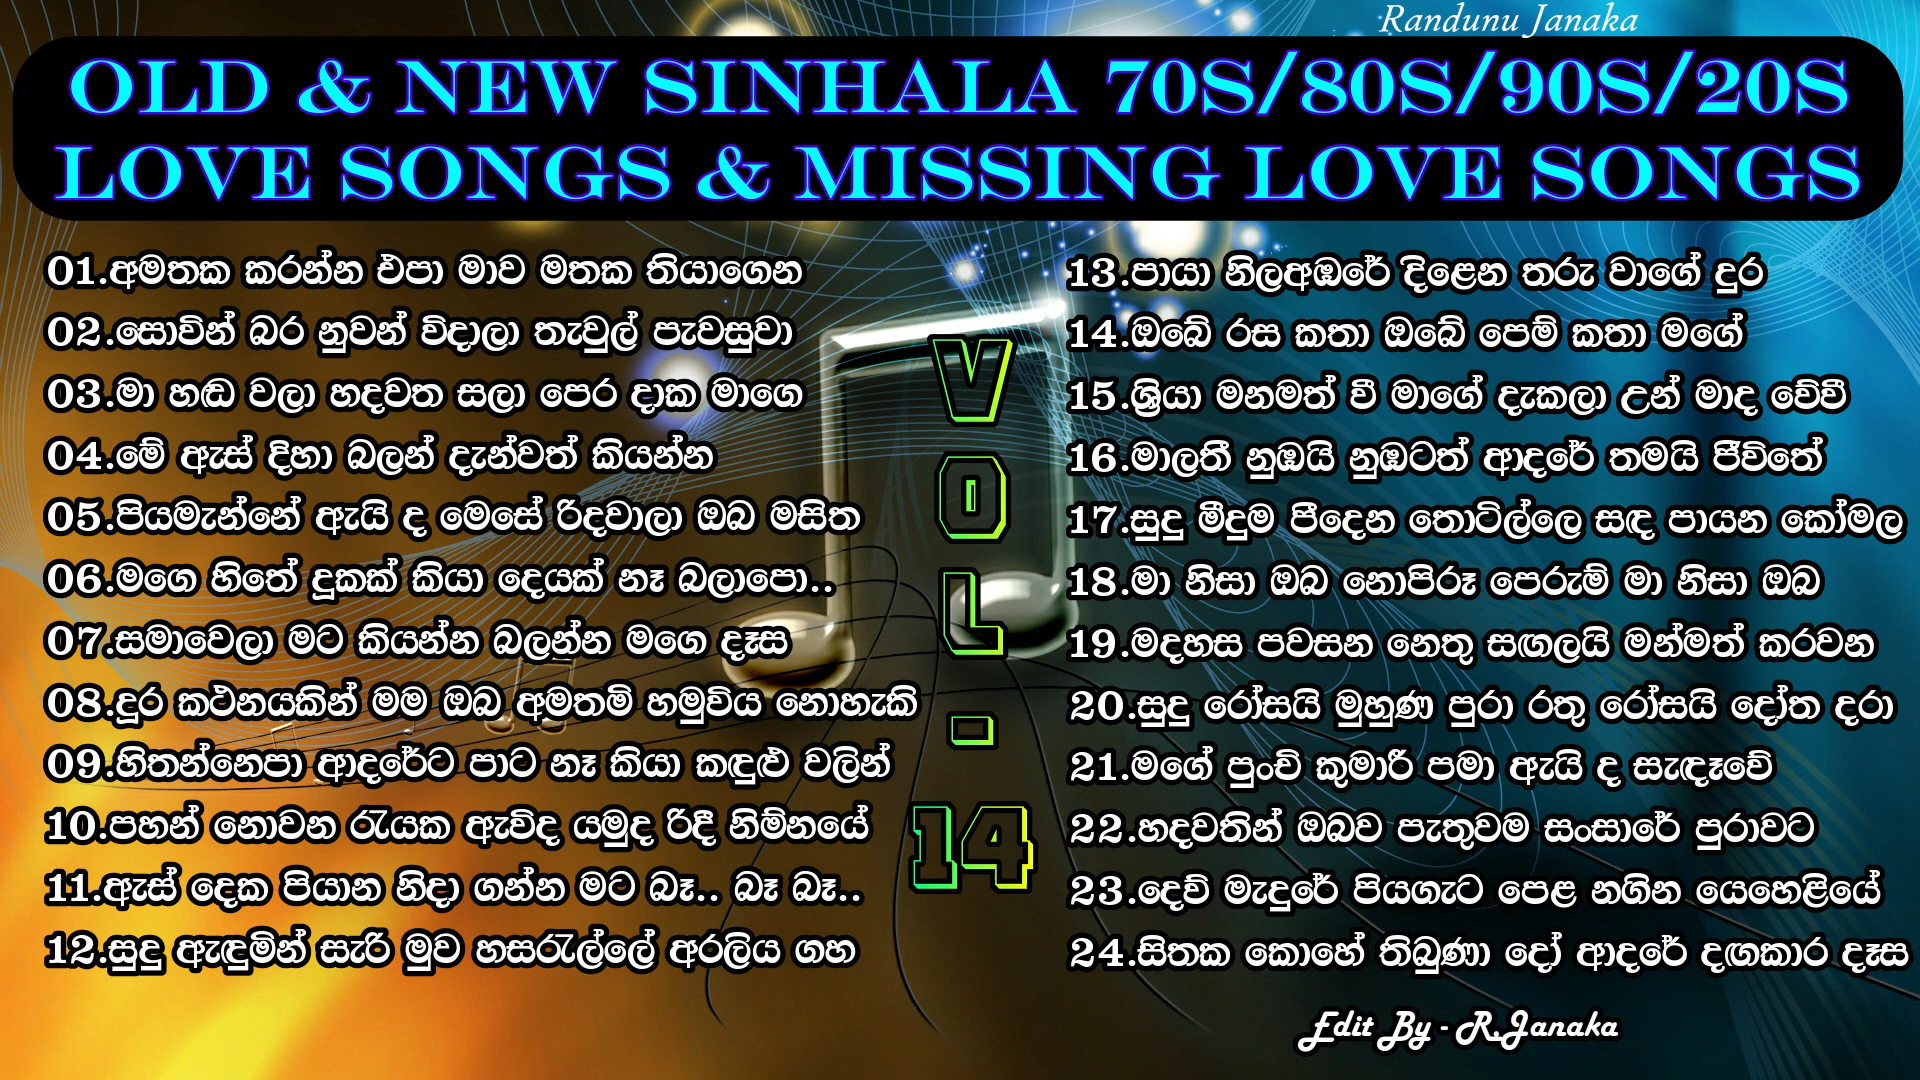 Randunu Janaka
OLD & NEW SINHALA 70S/80S/90S/20S
LOVE SONGS & MISSING LOVE SONGS
01.අමතක කරන්න එපා මාව මතක තියාගෙන
02.සොවින් බර නුවන් විදාලා තැවුල් පැවසුවා
03.මා හඬ වලා හදවත සලා පෙර දාක මාගෙ
04.මේ ඇස් දිහා බලන් දැන්වත් කියන්න
05.පියමැන්නේ ඇයි ද මෙසේ රිදවාලා ඔබ මසිත
06.මගෙ හිතේ දූකක් කියා දෙයක් නෑ බලාපො..
07.සමාවෙලා මට කියන්න බලන්න මගෙ දෑස
08.දූර කථනයකින් මම ඔබ අමතමි හමුවිය නොහැකි
09.හිතන්නෙපා ආදරේට පාට නෑ කියා කඳුළු වලින්
10.පහන් නොවන රැයක ඇවිද යමුද රිදී නිම්නයේ
11.ඇස් දෙක පියාන නිදා ගන්න මට බෑ.. බෑ බෑ..
12.සුදු ඇඳුමින් සැරි මුව හසරැල්ලේ අරලිය ගහ
VOL - 14
13.පායා නිලඅඹරේ දිළෙන තරු වාගේ දුර
14.ඔබේ රස කතා ඔබේ පෙම් කතා මගේ
15.ශ්‍රියා මනමත් වී මාගේ දැකලා උන් මාද වේවී
16.මාලතී නුඹයි නුඹටත් ආදරේ තමයි ජීවිතේ
17.සුදු මීදුම පීදෙන තොටිල්ලෙ සඳ පායන කෝමල
18.මා නිසා ඔබ නොපිරූ පෙරුම් මා නිසා ඔබ
19.මදහස පවසන නෙතු සඟලයි මන්මත් කරවන
20.සුදු රෝසයි මුහුණ පුරා රතු රෝසයි දෝත දරා
21.මගේ පුංචි කුමාරී පමා ඇයි ද සැඳෑවේ
22.හදවතින් ඔබව පැතුවම සංසාරේ පුරාවට
23.දෙව් මැදුරේ පියගැට පෙළ නගින යෙහෙළියේ
24.සිතක කොහේ තිබුණා දෝ ආදරේ දඟකාර දෑස
Edit By - R.Janaka